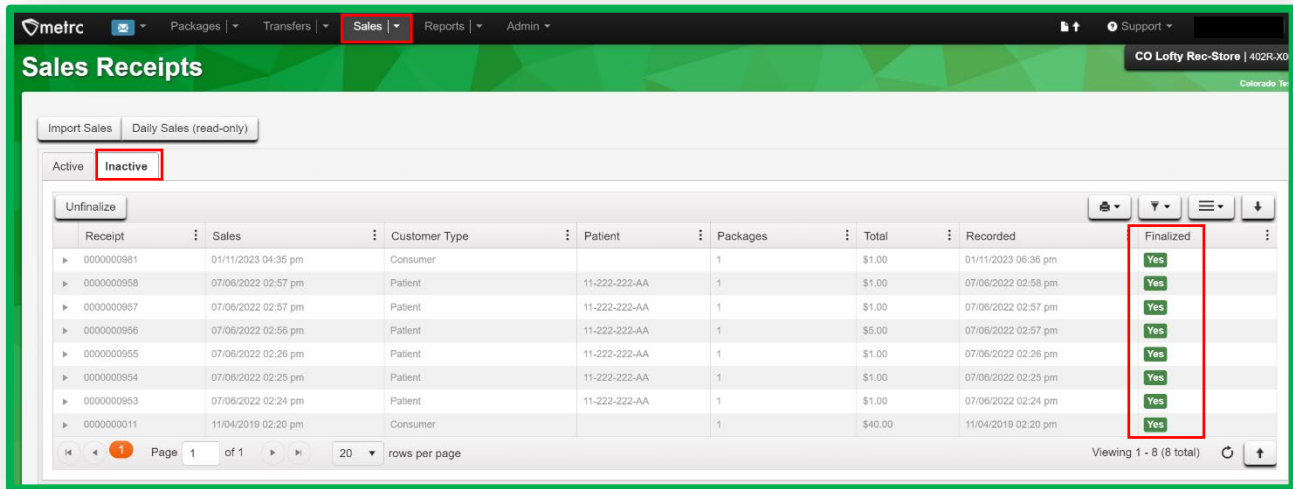 metrc Packages Transfers Sales Reports Admin Support
Sales Receipts
CO Lofty Rec-Store | 402R-X0
Colorado Te
Import Sales Daily Sales (read-only)
Active Inactive
Unfinalize
Receipt Sales Customer Type Patient Packages Total Recorded Finalized
0000000981 01/11/2023 04:35 pm Consumer 1 $1.00 01/11/2023 06:36 pm Yes
0000000958 07/06/2022 02:57 pm Patient 11-222-222-AA 1 $1.00 07/06/2022 02:58 pm Yes
0000000957 07/06/2022 02:57 pm Patient 11-222-222-AA 1 $1.00 07/06/2022 02:57 pm Yes
0000000956 07/06/2022 02:56 pm Patient 11-222-222-AA 1 $5.00 07/06/2022 02:57 pm Yes
0000000955 07/06/2022 02:26 pm Patient 11-222-222-AA 1 $1.00 07/06/2022 02:26 pm Yes
0000000954 07/06/2022 02:25 pm Patient 11-222-222-AA 1 $1.00 07/06/2022 02:25 pm Yes
0000000953 07/06/2022 02:24 pm Patient 11-222-222-AA 1 $1.00 07/06/2022 02:24 pm Yes
0000000011 11/04/2019 02:20 pm Consumer 1 $40.00 11/04/2019 02:20 pm Yes
1 Page 1 of 1 20 rows per page Viewing 1 - 8 (8 total)